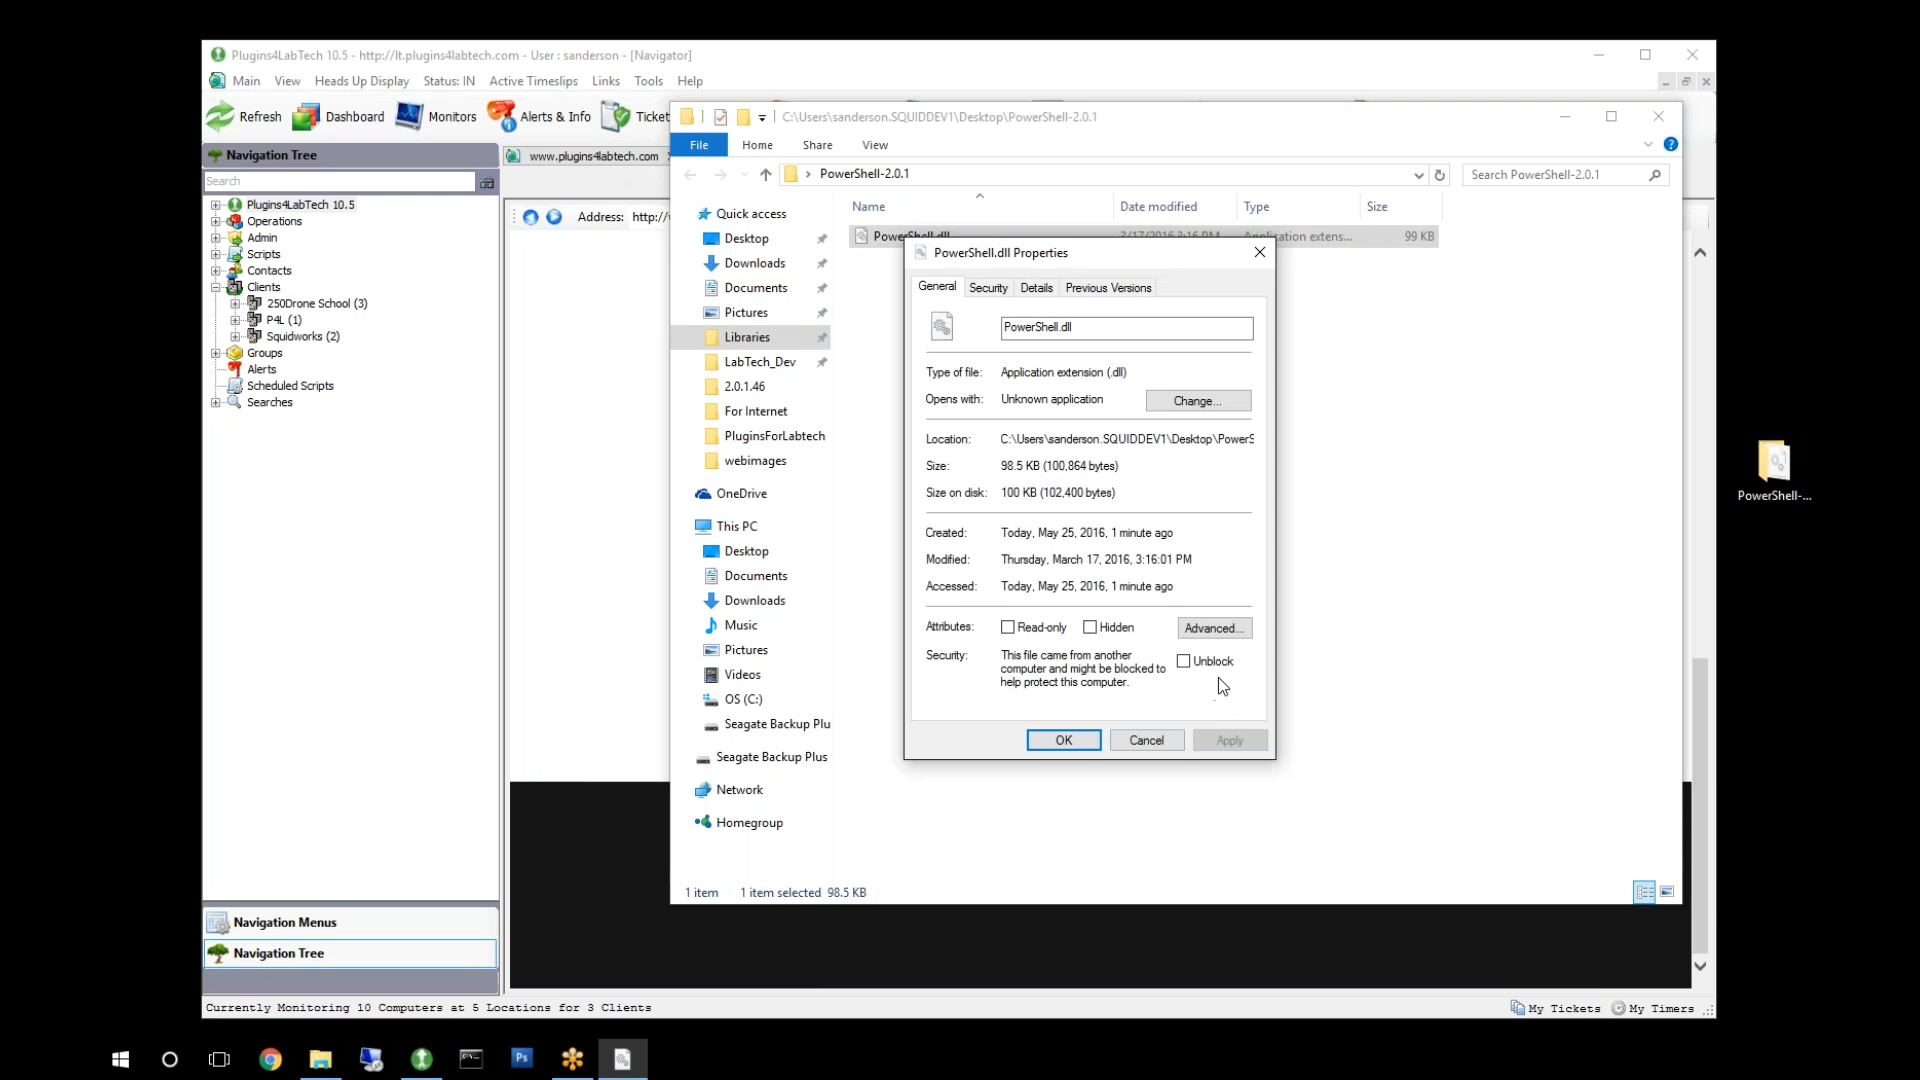 Plugins4LabTech 10.5 - http://lt.plugins4labtech.com - User : sanderson - [Navigator]
Main View Heads Up Display Status: IN Active Timeslips Links Tools Help
Refresh Dashboard Monitors Alerts & Info Ticket
Navigation Tree
Search
Plugins4LabTech 10.5
Operations
Admin
Scripts
Contacts
Clients
250Drone School (3)
P4L (1)
Squidworks (2)
Groups
Alerts
Scheduled Scripts
Searches
Navigation Menus
Navigation Tree
Currently Monitoring 10 Computers at 5 Locations for 3 Clients
My Tickets My Timers
www.plugins4labtech.com
Address: http://
C:\Users\sanderson.SQUIDDEV1\Desktop\PowerShell-2.0.1
File Home Share View
PowerShell-2.0.1
Search PowerShell-2.0.1
Name Date modified Type Size
PowerShell.dll 3/17/2016 3:16 PM Application extens... 99 KB
Quick access
Desktop
Downloads
Documents
Pictures
Libraries
LabTech_Dev
2.0.1.46
For Internet
PluginsForLabtech
webimages
OneDrive
This PC
Desktop
Documents
Downloads
Music
Pictures
Videos
OS (C:)
Seagate Backup Plu
Seagate Backup Plus
Network
Homegroup
1 item 1 item selected 98.5 KB
PowerShell.dll Properties
General Security Details Previous Versions
PowerShell.dll
Type of file: Application extension (.dll)
Opens with: Unknown application Change...
Location: C:\Users\sanderson.SQUIDDEV1\Desktop\PowerS
Size: 98.5 KB (100,864 bytes)
Size on disk: 100 KB (102,400 bytes)
Created: Today, May 25, 2016, 1 minute ago
Modified: Thursday, March 17, 2016, 3:16:01 PM
Accessed: Today, May 25, 2016, 1 minute ago
Attributes: Read-only Hidden Advanced...
Security: This file came from another
computer and might be blocked to
help protect this computer.
Unblock
OK Cancel Apply
PowerShell-...
Ps